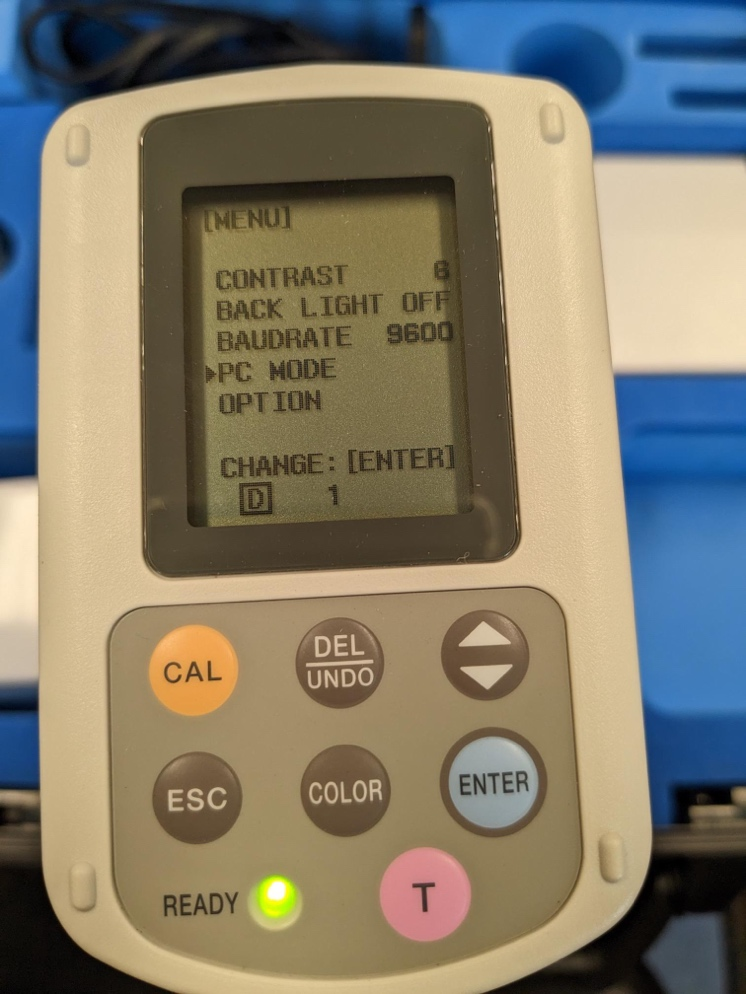 [MENU]
CONTRAST 6
BACK LIGHT OFF
BAUDRATE 9600
PC MODE
OPTION
CHANGE:[ENTER]
D 1
CAL
DEL
UNDO
ESC
COLOR
ENTER
READY
T